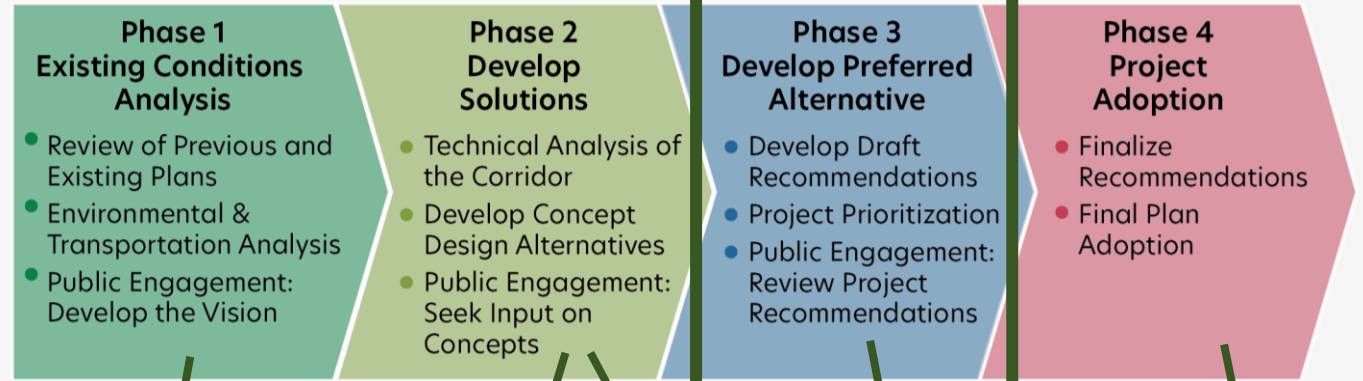 Phase 1
Existing Conditions
Analysis
Review of Previous and
Existing Plans
Environmental &
Transportation Analysis
Public Engagement:
Develop the Vision
Phase 2
Develop
Solutions
Technical Analysis of
the Corridor
Develop Concept
Design Alternatives
Public Engagement:
Seek Input on
Concepts
Phase 3
Develop Preferred
Alternative
Develop Draft
Recommendations
Project Prioritization
Public Engagement:
Review Project
Recommendations
Phase 4
Project
Adoption
Finalize
Recommendations
Final Plan
Adoption